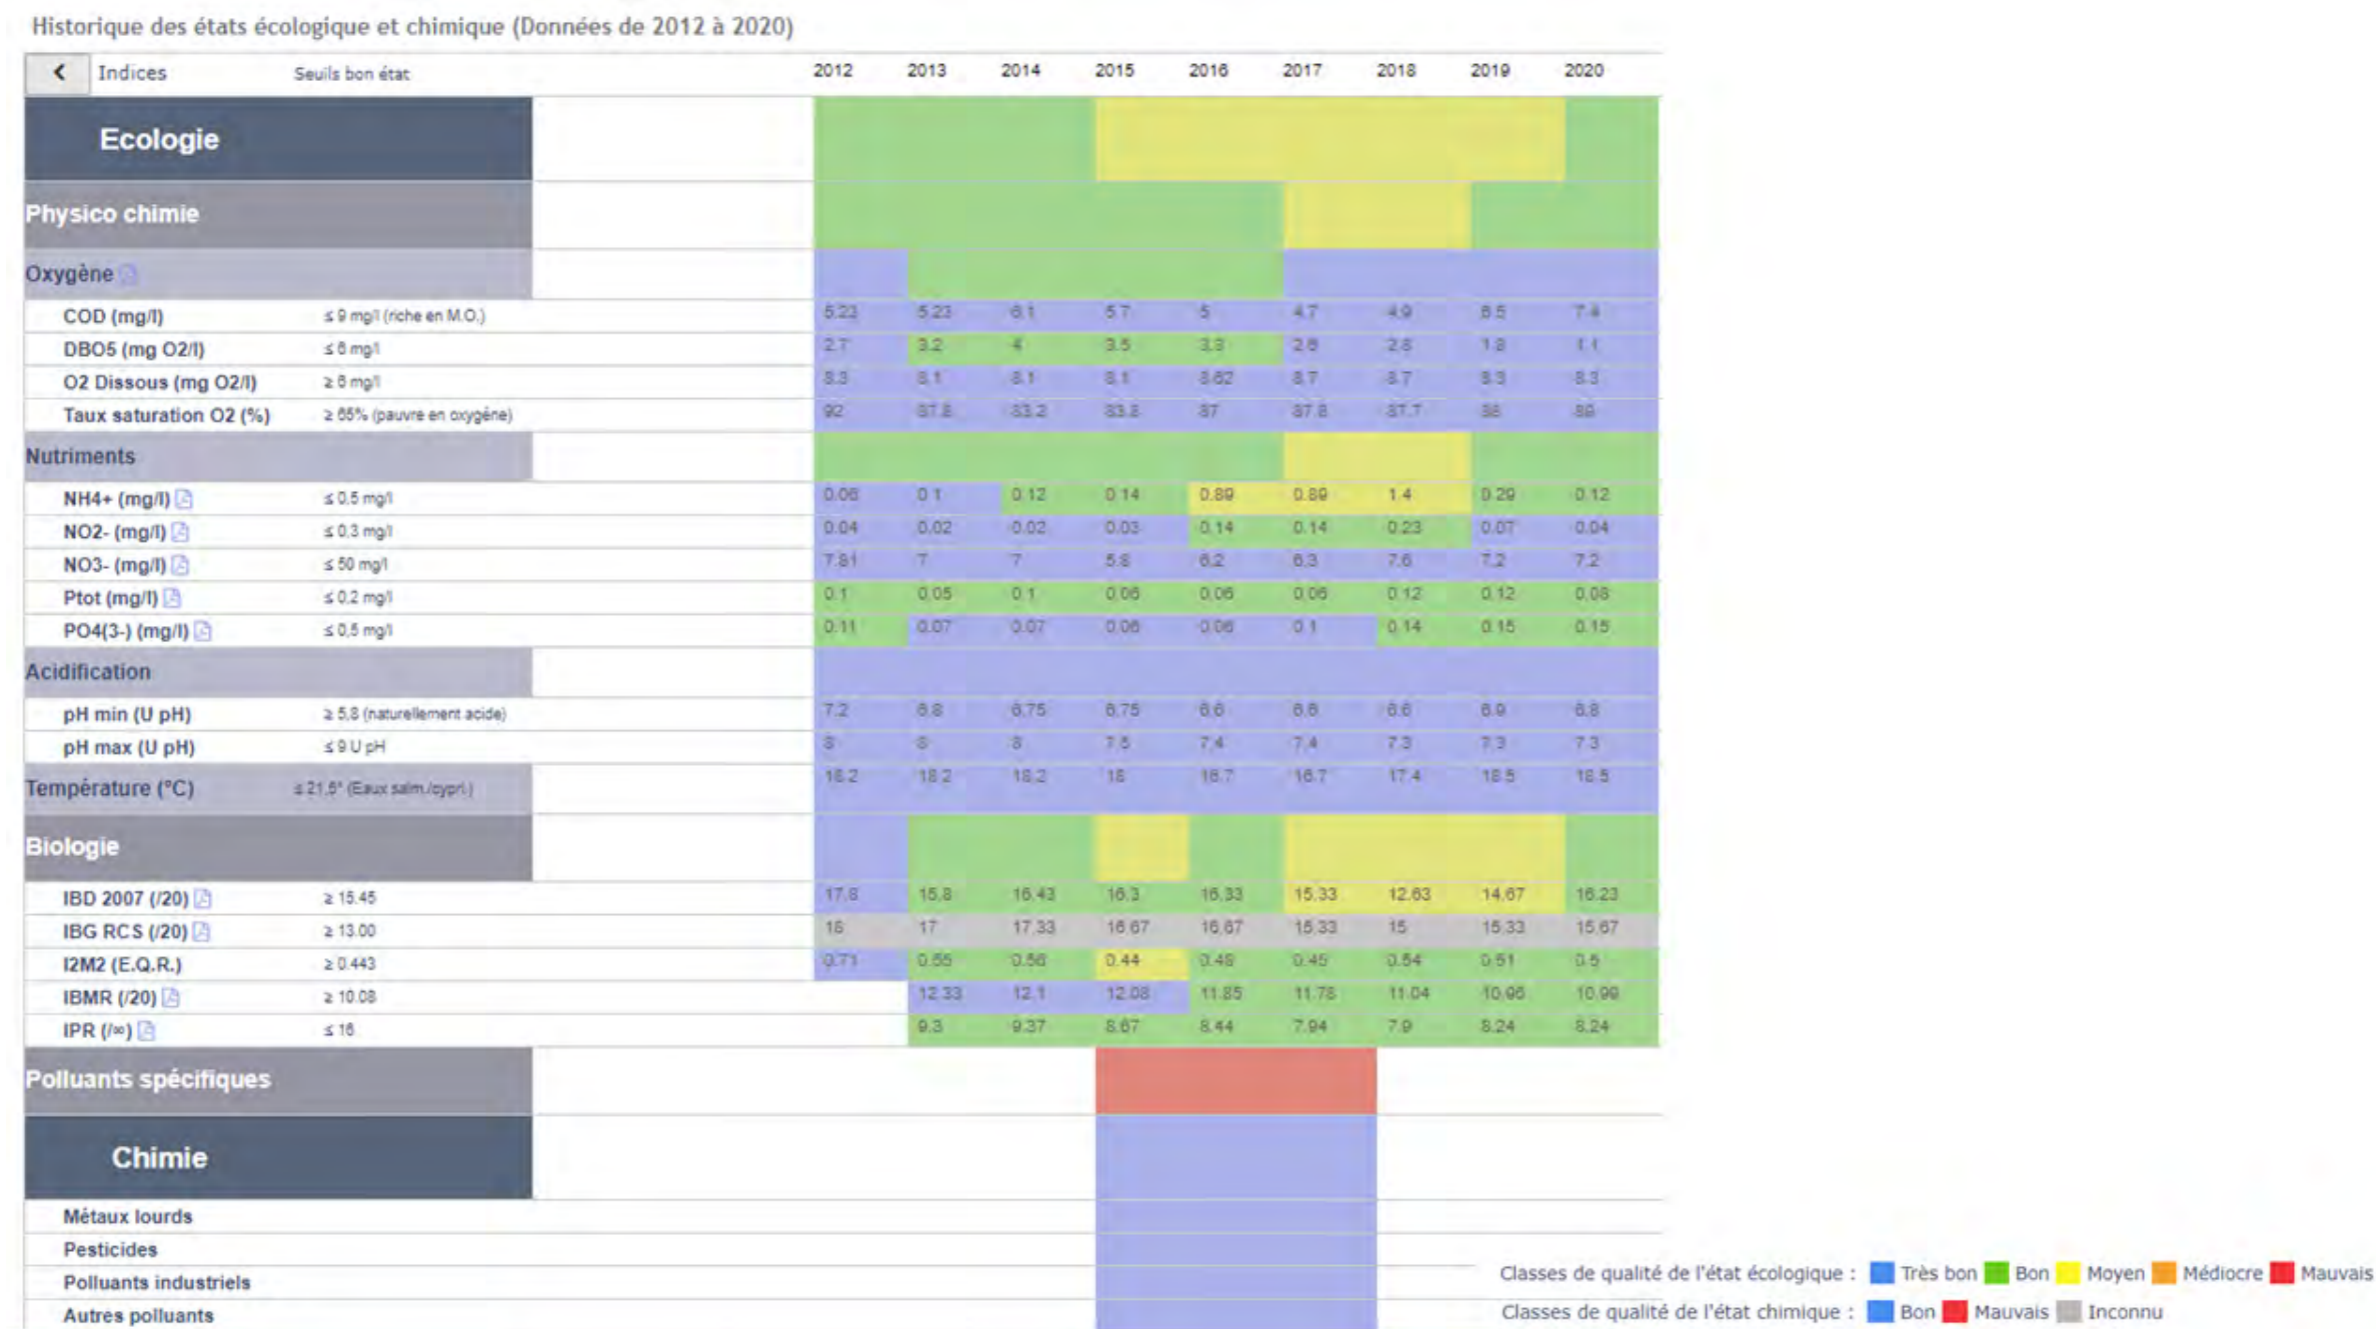 Historique des états écologique et chimique (Données de 2012 à 2020)
Indices Seuils bon état 2012 2013 2014 2015 2016 2017 2018 2019 2020
Ecologie
Physico chimie
Oxygène
COD (mg/l) ≤ 9 mg/l (riche en M.O.) 5.23 5.23 6.1 5.7 5 4.7 4.9 6.5 7.4
DBO5 (mg O2/l) ≤ 6 mg/l 2.7 3.2 4 3.5 3.3 2.6 2.8 1.8 1.1
O2 Dissous (mg O2/l) ≥ 6 mg/l 8.3 8.1 8.1 8.1 8.62 8.7 8.7 8.3 8.3
Taux saturation O2 (%) ≥ 65% (pauvre en oxygène) 92 87.8 83.2 83.8 87 87.8 87.7 88 89
Nutriments
NH4+ (mg/l) ≤ 0.5 mg/l 0.06 0.1 0.12 0.14 0.89 0.89 1.4 0.29 0.12
NO2- (mg/l) ≤ 0,3 mg/l 0.04 0.02 0.02 0.03 0.14 0.14 0.23 0.07 0.04
NO3- (mg/l) ≤ 50 mg/l 7.81 7 7 5.8 6.2 6.3 7.6 7.2 7.2
Ptot (mg/l) ≤ 0.2 mg/l 0.1 0.05 0.1 0.06 0.06 0.06 0.12 0.12 0.08
PO4(3-) (mg/l) ≤ 0,5 mg/l 0.11 0.07 0.07 0.06 0.06 0.1 0.14 0.15 0.15
Acidification
pH min (U pH) ≥ 5,8 (naturellement acide) 7.2 6.8 6.75 6.75 6.6 6.6 6.6 6.9 6.8
pH max (U pH) ≤ 9 U pH 8 8 8 7.5 7.4 7.4 7.3 7.3 7.3
Température (°C) ≤ 21,5° (Eaux salm./cypri.) 18.2 18.2 18.2 18 16.7 16.7 17.4 18.5 18.5
Biologie
IBD 2007 (/20) ≥ 15.45 17.8 15.8 16.43 16.3 16.33 15.33 12.63 14.67 16.23
IBG RCS (/20) ≥ 13.00 18 17 17.33 16.67 16.67 15.33 15 15.33 15.67
I2M2 (E.Q.R.) ≥ 0.443 0.71 0.55 0.56 0.44 0.45 0.54 0.51 0.5
IBMR (/20) ≥ 10.08 12.33 12.1 12.08 11.85 11.78 11.04 10.96 10.99
IPR (/∞) ≤ 16 9.3 9.37 8.67 8.44 7.94 7.9 8.24 8.24
Polluants spécifiques
Chimie
Métaux lourds
Pesticides
Polluants industriels
Autres polluants
Classes de qualité de l'état écologique : Très bon Bon Moyen Médiocre Mauvais
Classes de qualité de l'état chimique : Bon Mauvais Inconnu